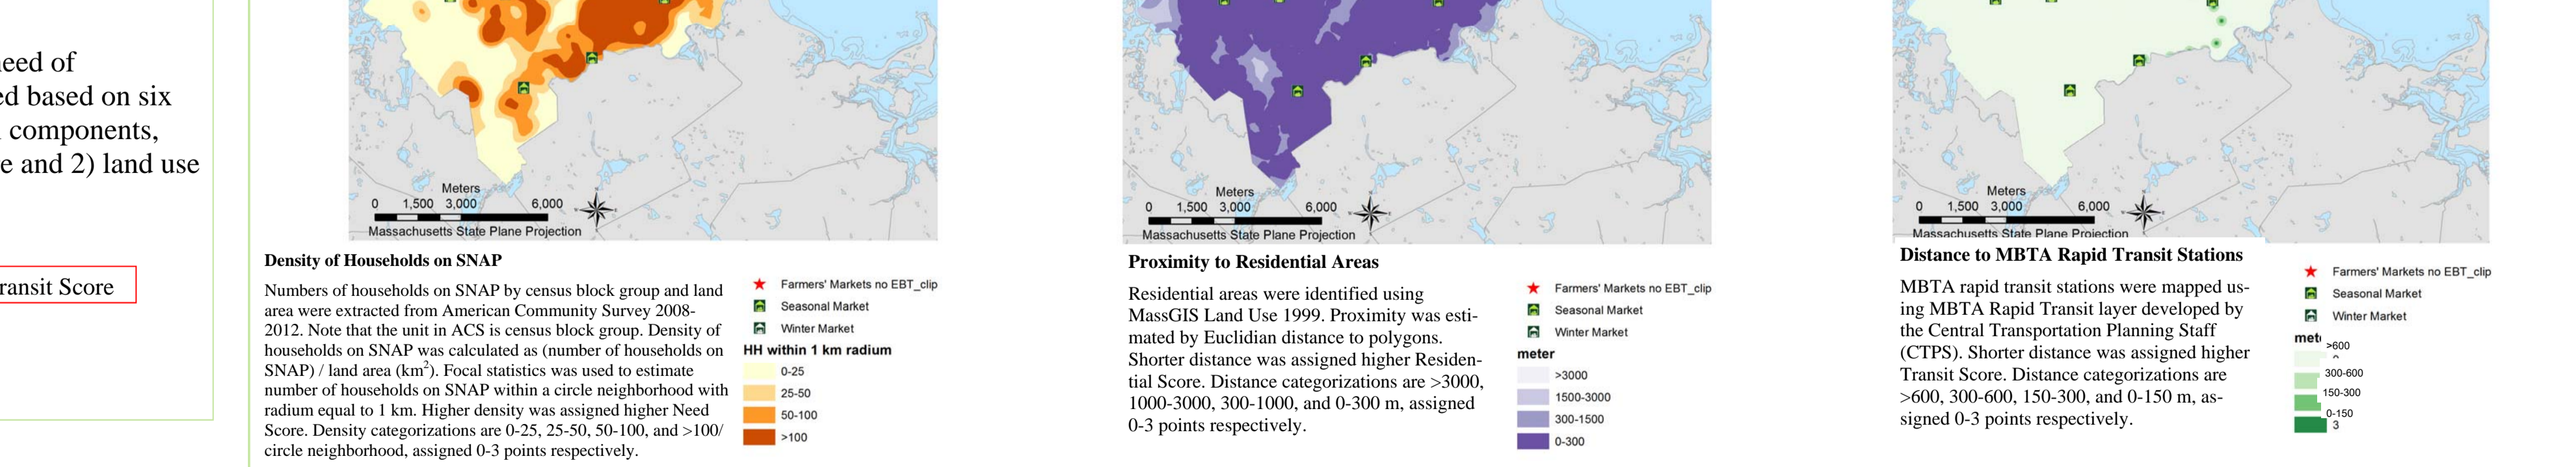 need of
ed based on six
components,
e and 2) land use
ransit Score
Meters
0 1,500 3,000 6,000
Massachusetts State Plane Projection
Density of Households on SNAP
Numbers of households on SNAP by census block group and land
area were extracted from American Community Survey 2008-
2012. Note that the unit in ACS is census block group. Density of
households on SNAP was calculated as (number of households on
SNAP) / land area (km²). Focal statistics was used to estimate
number of households on SNAP within a circle neighborhood with
radium equal to 1 km. Higher density was assigned higher Need
Score. Density categorizations are 0-25, 25-50, 50-100, and >100/
circle neighborhood, assigned 0-3 points respectively.
Farmers' Markets no EBT_clip
Seasonal Market
Winter Market
HH within 1 km radium
0-25
25-50
50-100
>100
Meters
0 1,500 3,000 6,000
Massachusetts State Plane Projection
Proximity to Residential Areas
Residential areas were identified using
MassGIS Land Use 1999. Proximity was esti-
mated by Euclidian distance to polygons.
Shorter distance was assigned higher Residen-
tial Score. Distance categorizations are >3000,
1000-3000, 300-1000, and 0-300 m, assigned
0-3 points respectively.
Farmers' Markets no EBT_clip
Seasonal Market
Winter Market
meter
>3000
1500-3000
300-1500
0-300
Meters
0 1,500 3,000 6,000
Massachusetts State Plane Projection
Distance to MBTA Rapid Transit Stations
MBTA rapid transit stations were mapped us-
ing MBTA Rapid Transit layer developed by
the Central Transportation Planning Staff
(CTPS). Shorter distance was assigned higher
Transit Score. Distance categorizations are
>600, 300-600, 150-300, and 0-150 m, as-
signed 0-3 points respectively.
Farmers' Markets no EBT_clip
Seasonal Market
Winter Market
met
>600
300-600
150-300
0-150
3